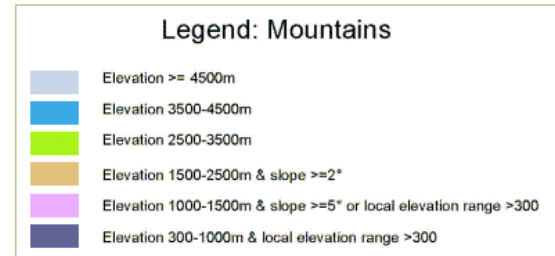 Legend: Mountains
Elevation >= 4500m
Elevation 3500-4500m
Elevation 2500-3500m
Elevation 1500-2500m & slope >=2°
Elevation 1000-1500m & slope >=5° or local elevation range >300
Elevation 300-1000m & local elevation range >300